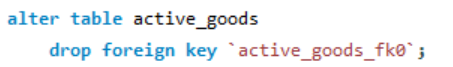 alter table active_goods
drop foreign key `active_goods_fk0`;